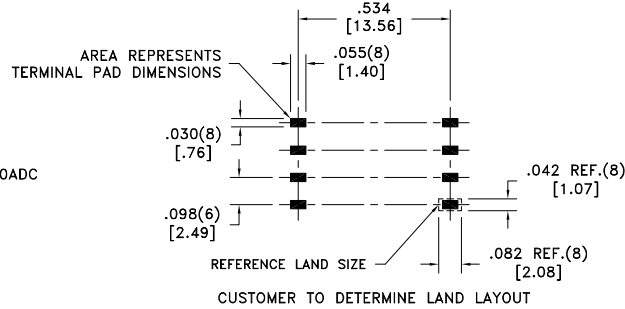 .534
[13.56]
AREA REPRESENTS
TERMINAL PAD DIMENSIONS
.055(8)
[1.40]
.030(8)
[.76]
0ADC
.042 REF.(8)
[1.07]
.098(6)
[2.49]
REFERENCE LAND SIZE
.082 REF.(8)
[2.08]
CUSTOMER TO DETERMINE LAND LAYOUT